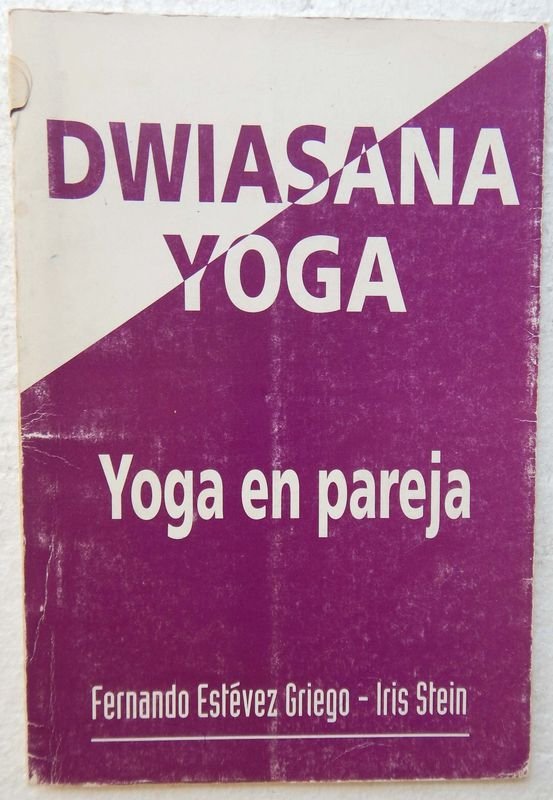 DWIASANA
YOGA
Yoga en pareja
Fernando Estévez Griego - Iris Stein